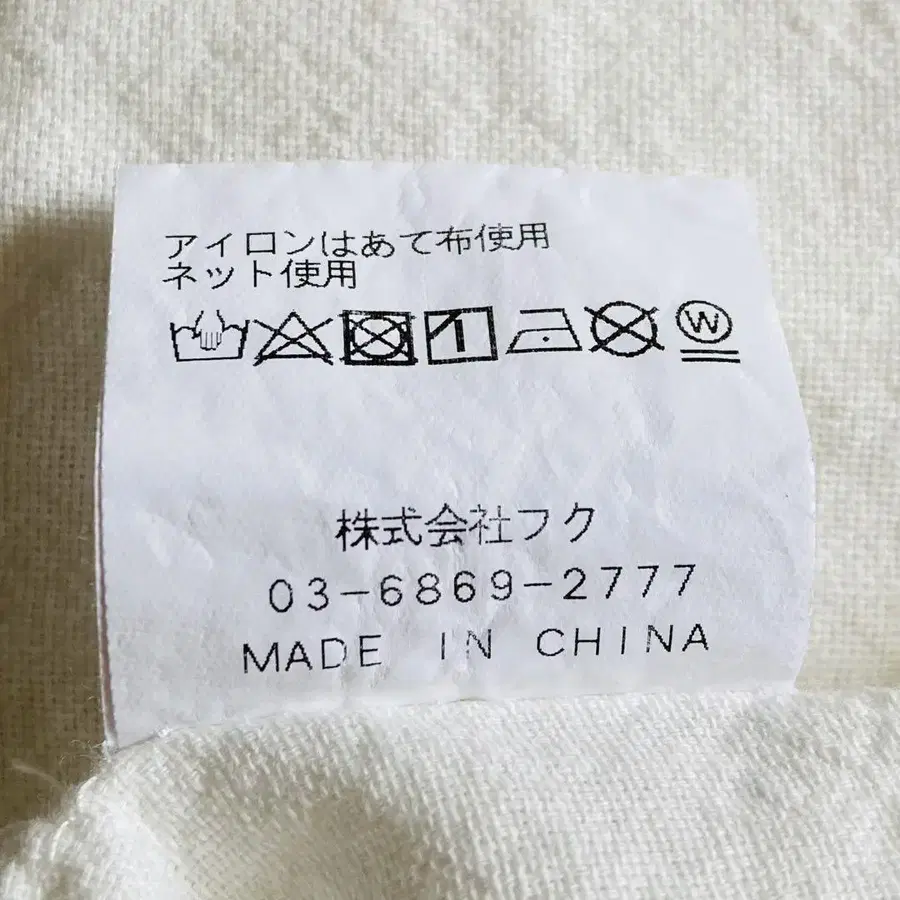 アイロンはあて布使用
ネット使用
W
株式会社フク
03-6869-2777
MADE IN CHINA